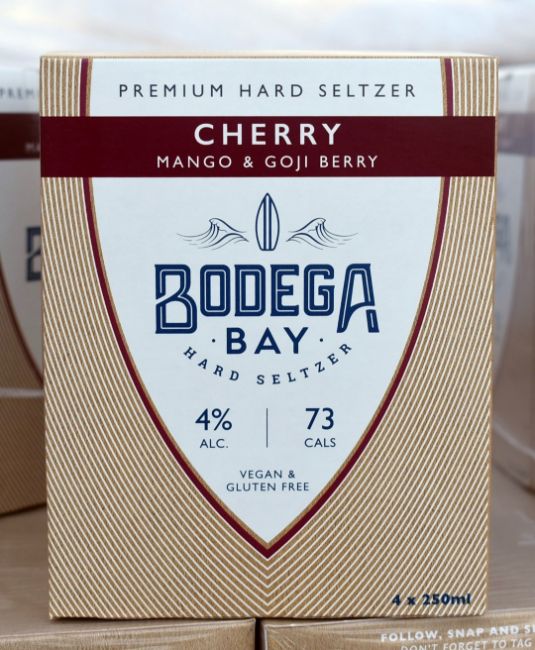 PREMIUM HARD SELTZER
CHERRY
MANGO & GOJI BERRY
BODEGA
· BAY ·
HARD SELTZER
4% 73
ALC. CALS
VEGAN &
GLUTEN FREE
4 x 250ml
FOLLOW, SNAP AND
DON'T FORGET TO TAG